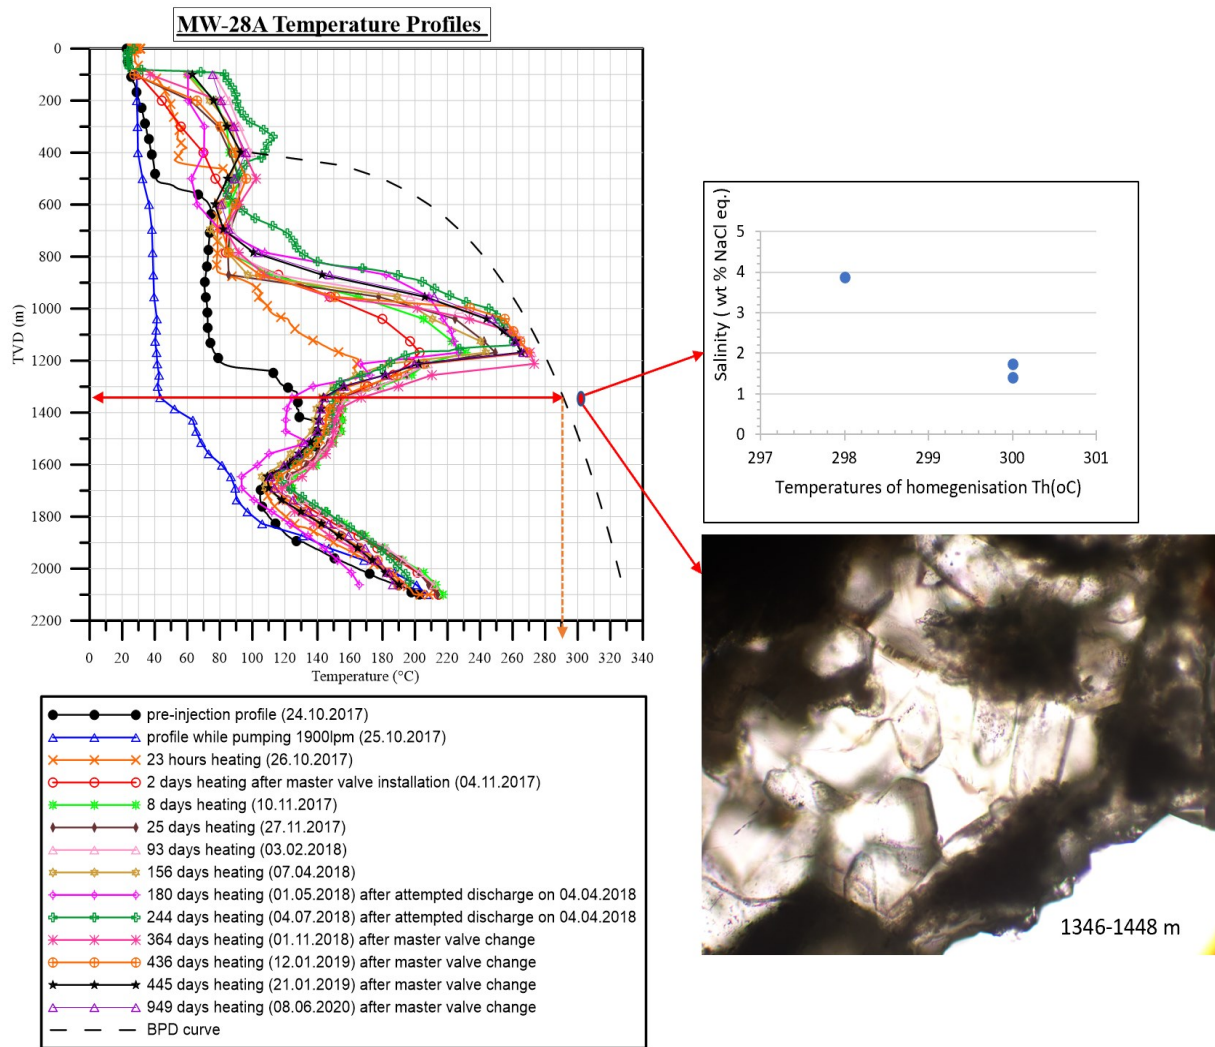 MW-28A Temperature Profiles
0
200
400
600
800
1000
1200
1400
1600
1800
2000
2200
TVD (m)
0 20 40 60 80 100 120 140 160 180 200 220 240 260 280 300 320 340
Temperature (°C)
pre-injection profile (24.10.2017)
profile while pumping 1900lpm (25.10.2017)
23 hours heating (26.10.2017)
2 days heating after master valve installation (04.11.2017)
8 days heating (10.11.2017)
25 days heating (27.11.2017)
93 days heating (03.02.2018)
156 days heating (07.04.2018)
180 days heating (01.05.2018) after attempted discharge on 04.04.2018
244 days heating (04.07.2018) after attempted discharge on 04.04.2018
364 days heating (01.11.2018) after master valve change
436 days heating (12.01.2019) after master valve change
445 days heating (21.01.2019) after master valve change
949 days heating (08.06.2020) after master valve change
BPD curve
5
4
3
2
1
0
Salinity ( wt % NaCl eq.)
297 298 299 300 301
Temperatures of homegenisation Th(oC)
1346-1448 m